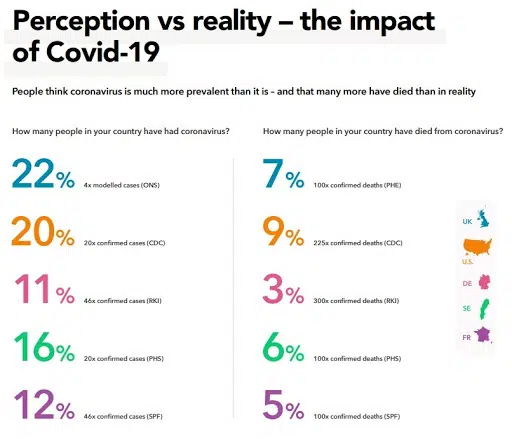 Perception vs reality – the impact
of Covid-19
People think coronavirus is much more prevalent than it is – and that many more have died than in reality
How many people in your country have had coronavirus?
22% 4x modelled cases (ONS)
20% 20x confirmed cases (CDC)
11% 46x confirmed cases (RKI)
16% 20x confirmed cases (PHS)
12% 46x confirmed cases (SPF)
How many people in your country have died from coronavirus?
7% 100x confirmed deaths (PHE)
9% 225x confirmed deaths (CDC)
3% 300x confirmed deaths (RKI)
6% 100x confirmed deaths (PHS)
5% 100x confirmed deaths (SPF)
UK
U.S.
DE
SE
FR